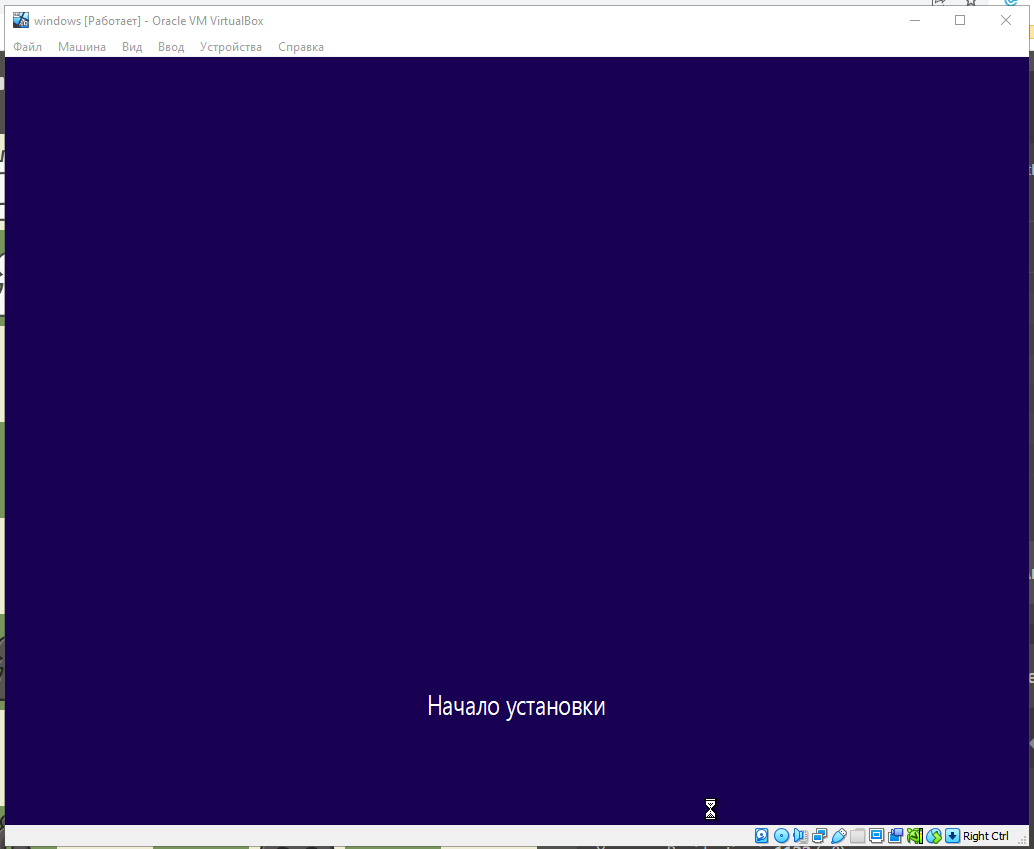 windows [Работает] - Oracle VM VirtualBox
Файл Машина Вид Ввод Устройства Справка
Начало установки
Right Ctrl